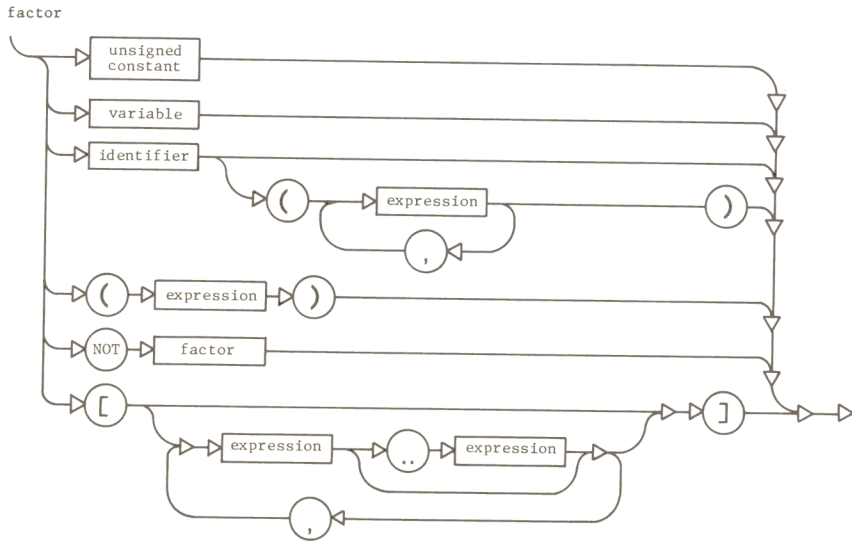 factor
unsigned
constant
variable
identifier
( expression )
,
( expression )
NOT factor
[ ]
expression .. expression
,